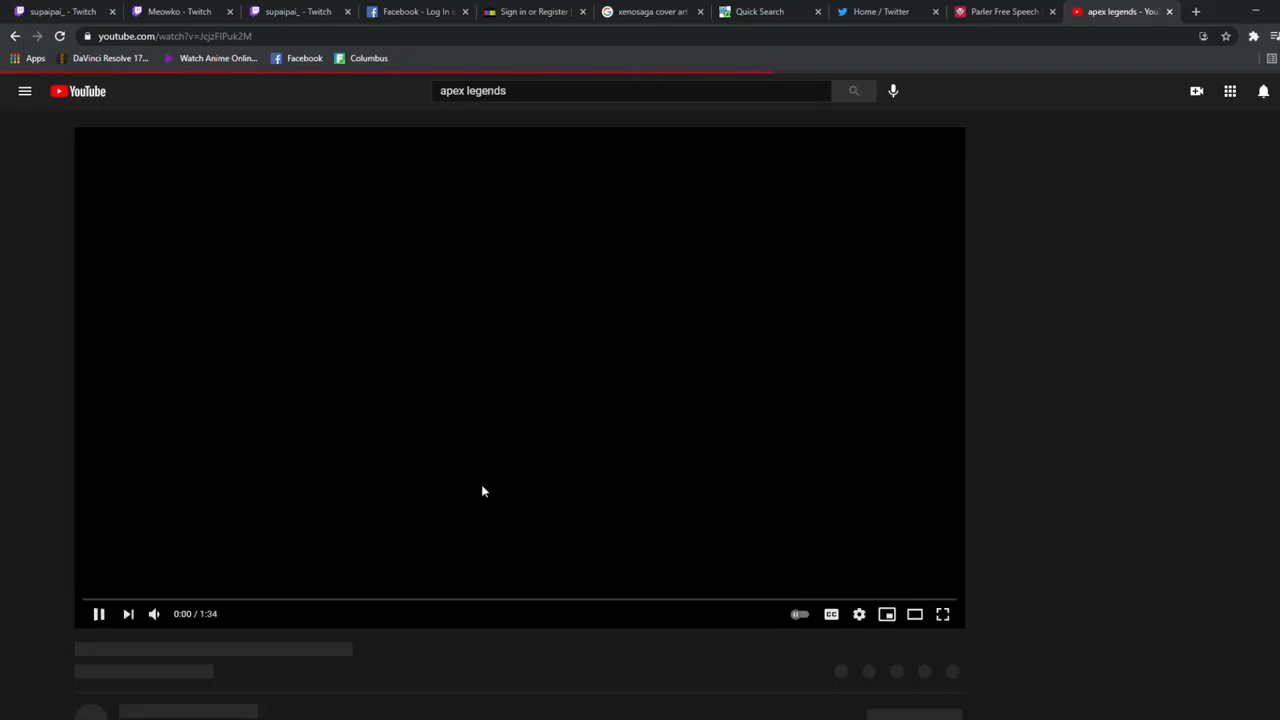 supaipai_ - Twitch Meowko - Twitch supaipai_ - Twitch Facebook - Log In o Sign in or Register xenosaga cover art Quick Search Home / Twitter Parler Free Speech apex legends - You
youtube.com/watch?v=JcjzFlPuk2M
Apps DaVinci Resolve 17... Watch Anime Onlin... Facebook Columbus
YouTube apex legends
0:00 / 1:34 CC